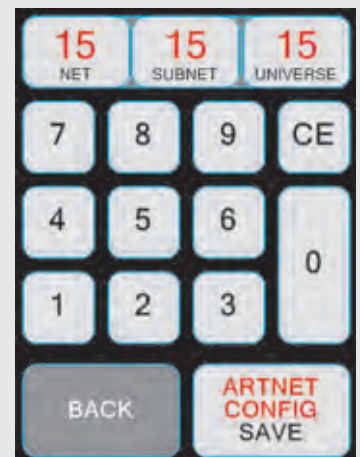 15 15 15
NET SUBNET UNIVERSE
7 8 9 CE
4 5 6
0
1 2 3
BACK
ARTNET
CONFIG
SAVE